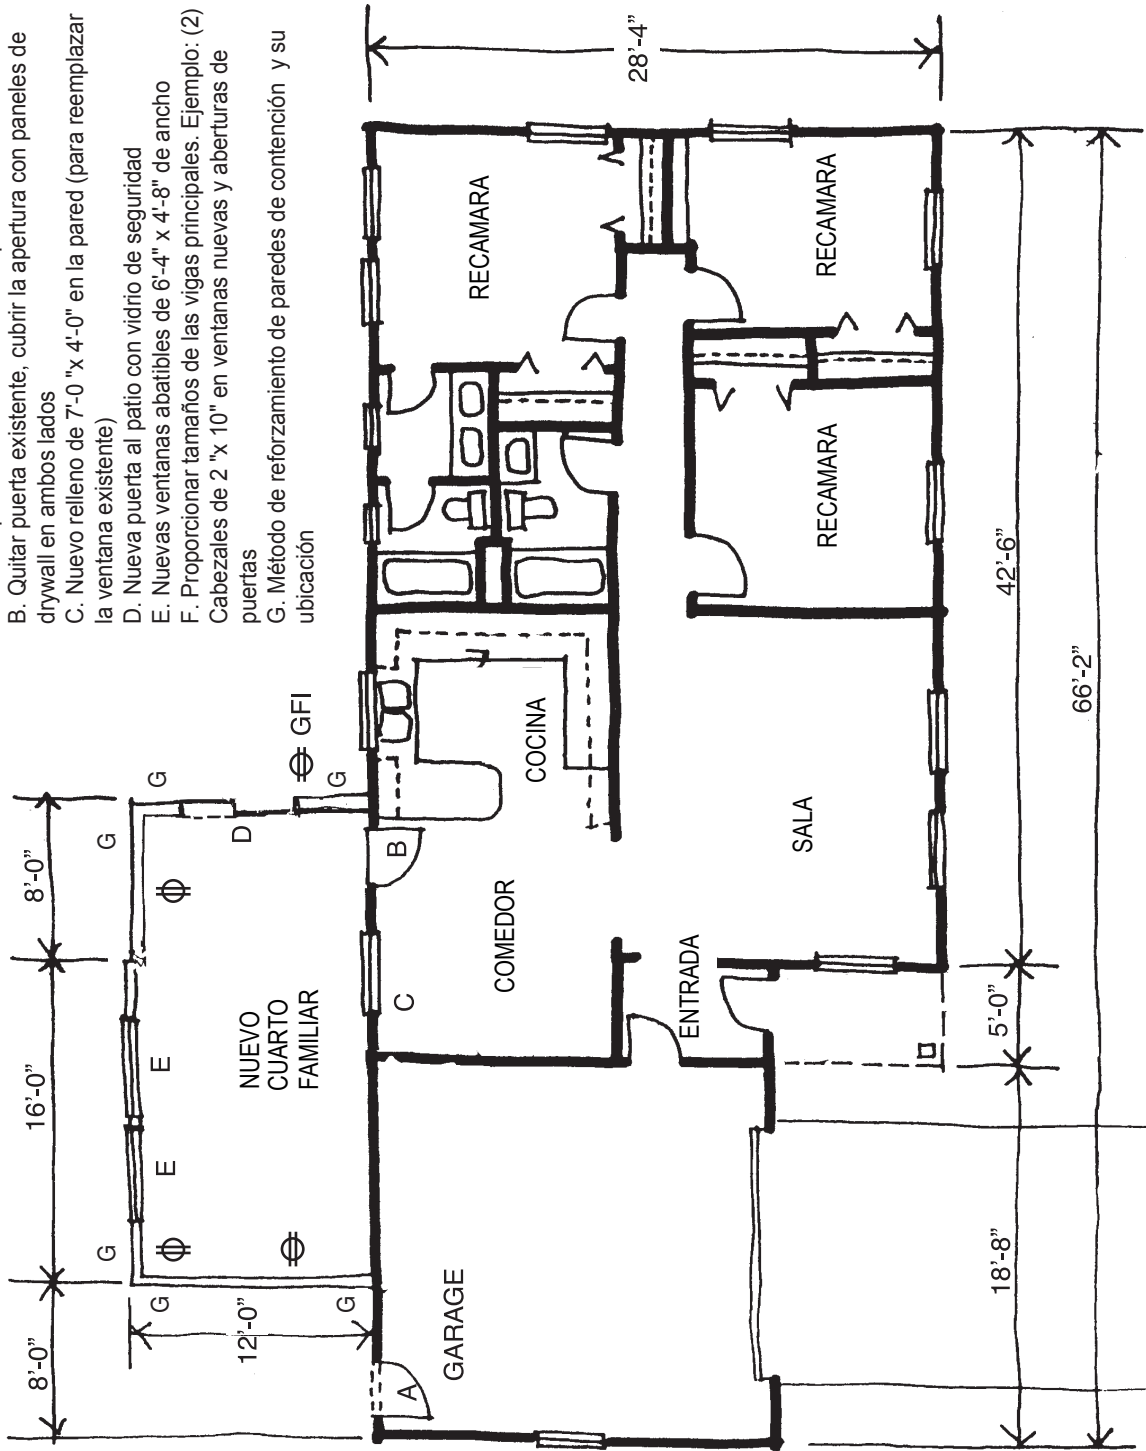 B. Quitar puerta existente, cubrir la apertura con paneles de
drywall en ambos lados
C. Nuevo relleno de 7'-0 "x 4'-0" en la pared (para reemplazar
la ventana existente)
D. Nueva puerta al patio con vidrio de seguridad
E. Nuevas ventanas abatibles de 6'-4" x 4'-8" de ancho
F. Proporcionar tamaños de las vigas principales. Ejemplo: (2)
Cabezales de 2 "x 10" en ventanas nuevas y aberturas de
puertas
G. Método de reforzamiento de paredes de contención y su
ubicación
8'-0"
16'-0"
8'-0"
12'-0"
G
G
G
G
G
G
GFI
D
E
E
NUEVO
CUARTO
FAMILIAR
A
B
C
GARAGE
COMEDOR
COCINA
RECAMARA
ENTRADA
SALA
RECAMARA
RECAMARA
28'-4"
18'-8"
5'-0"
42'-6"
66'-2"